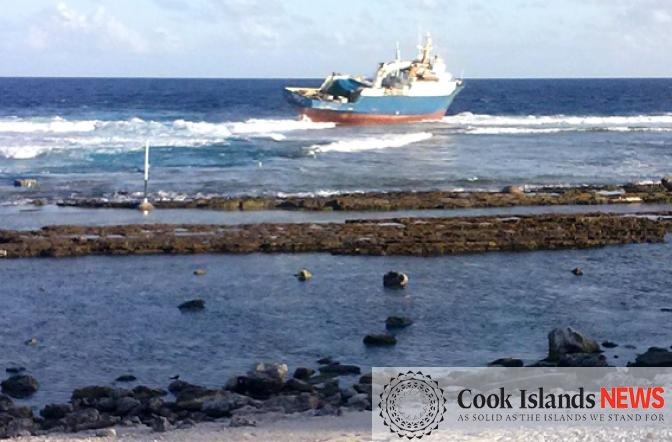 Cook Islands NEWS
AS SOLID AS THE ISLANDS WE STAND FOR